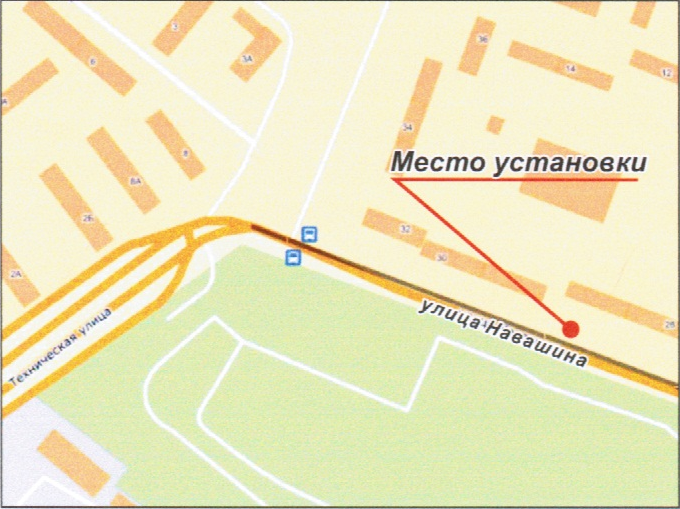 3
6
3А
36
14
12
34
8
8А
2Б
Место установки
32
30
2А
28
улица Навашина
Техническая улица